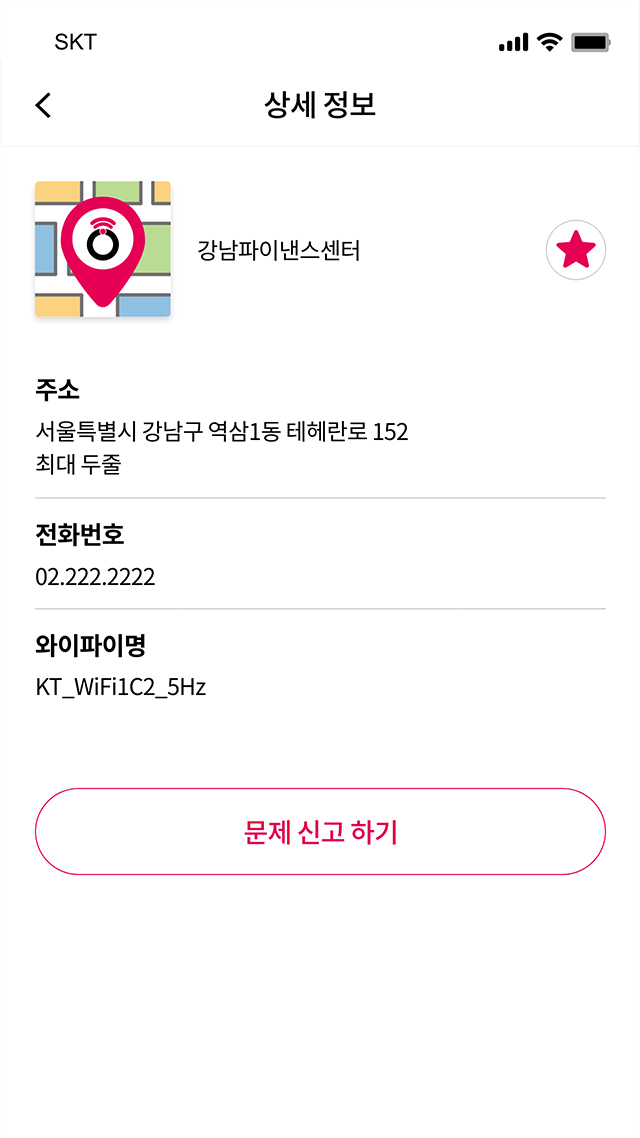 SKT
상세 정보
강남파이낸스센터
주소
서울특별시 강남구 역삼1동 테헤란로 152
최대 두줄
전화번호
02.222.2222
와이파이명
KT_WiFi1C2_5Hz
문제 신고 하기